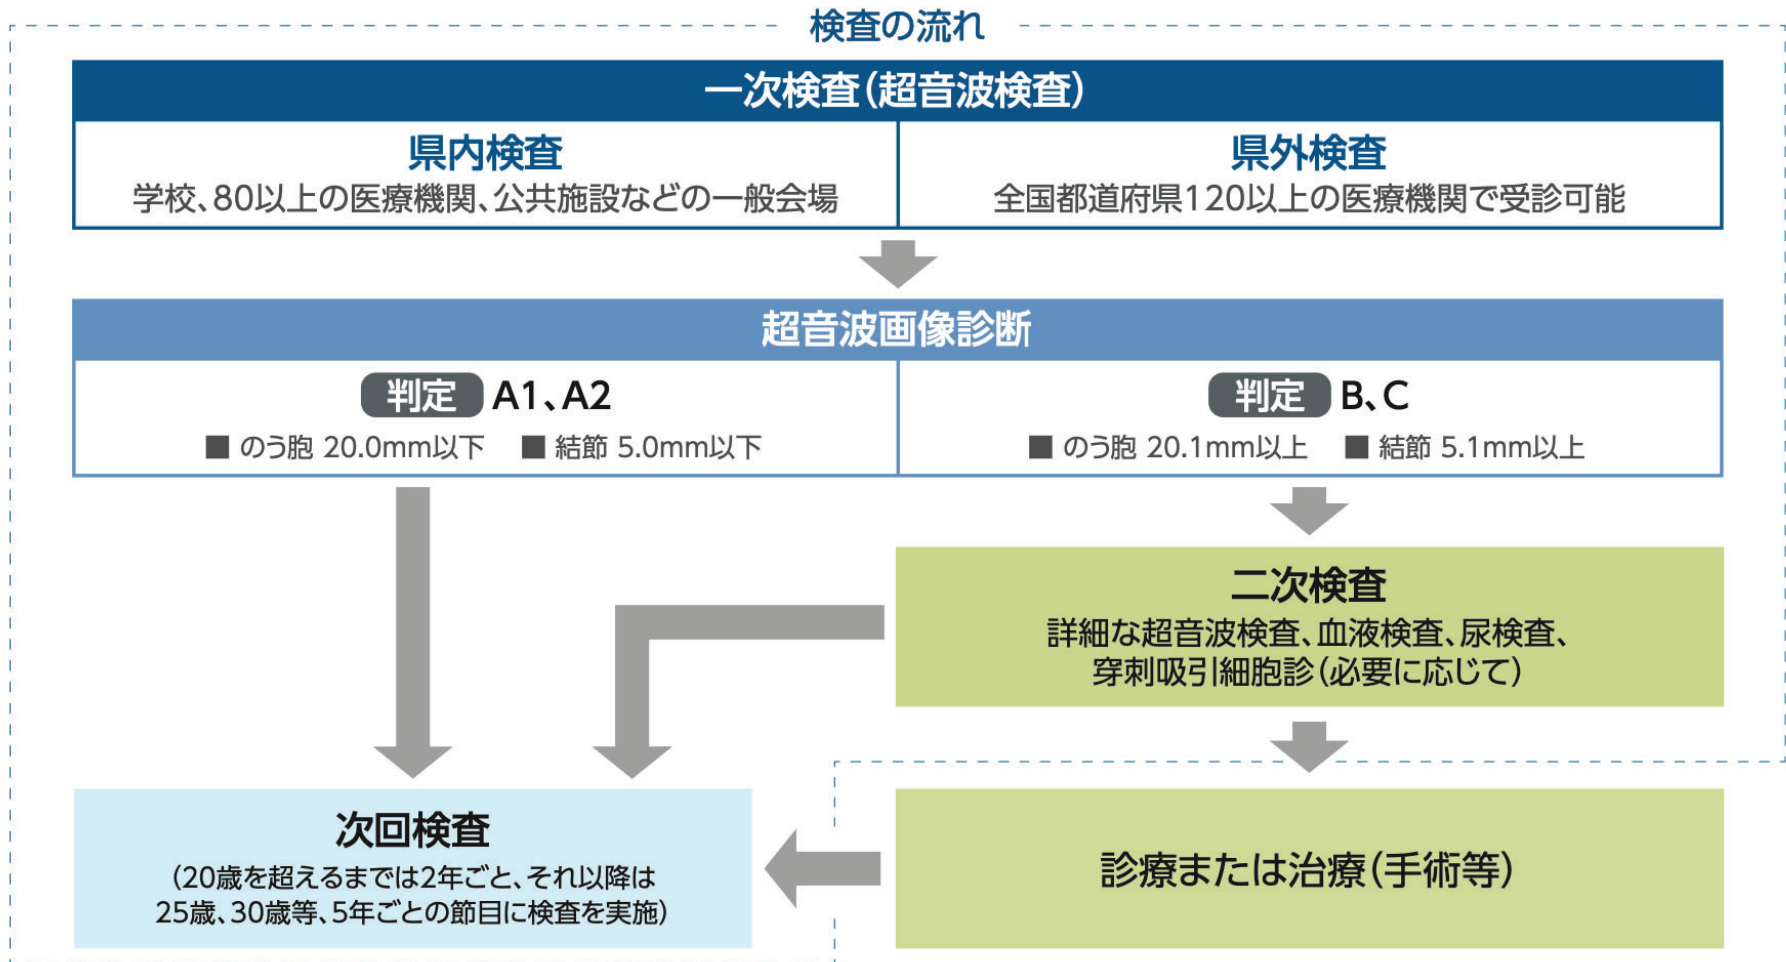 検査の流れ
一次検査(超音波検査)
県内検査
学校、80以上の医療機関、公共施設などの一般会場
県外検査
全国都道府県120以上の医療機関で受診可能
超音波画像診断
判定 A1、A2
■ のう胞 20.0mm以下 ■ 結節 5.0mm以下
判定 B、C
■ のう胞 20.1mm以上 ■ 結節 5.1mm以上
二次検査
詳細な超音波検査、血液検査、尿検査、
穿刺吸引細胞診(必要に応じて)
次回検査
(20歳を超えるまでは2年ごと、それ以降は
25歳、30歳等、5年ごとの節目に検査を実施)
診療または治療(手術等)